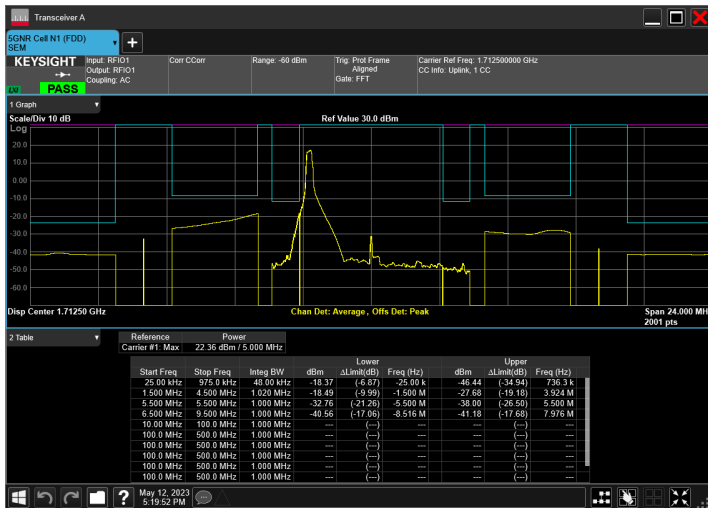 Transceiver A
5GNR Cell N1 (FDD)
SEM
KEYSIGHT
LNI
PASS
Input: RFIO1
Output: RFIO1
Coupling: AC
Corr CCorr
Range: -60 dBm
Trig: Prot Frame
Aligned
Gate: FFT
Carrier Ref Freq: 1.712500000 GHz
CC Info: Uplink, 1 CC
1 Graph
Scale/Div 10 dB
Ref Value 30.0 dBm
Log
20.0
10.0
0.00
-10.0
-20.0
-30.0
-40.0
-50.0
-60.0
Disp Center 1.71250 GHz
Chan Det: Average, Offs Det: Peak
Span 24.000 MH
2001 pts
2 Table
Reference Power
Carrier #1: Max 22.36 dBm / 5.000 MHz
Lower Upper
Start Freq Stop Freq Integ BW dBm ΔLimit(dB) Freq (Hz) dBm ΔLimit(dB) Freq (Hz)
25.00 kHz 975.0 kHz 48.00 kHz -18.37 (-6.87) -25.00 k -46.44 (-34.94) 736.3 k
1.500 MHz 4.500 MHz 1.020 MHz -18.49 (-9.99) -1.500 M -27.68 (-19.18) 3.924 M
5.500 MHz 5.500 MHz 1.000 MHz -32.76 (-21.26) -5.500 M -38.00 (-26.50) 5.500 M
6.500 MHz 9.500 MHz 1.000 MHz -40.56 (-17.06) -8.516 M -41.18 (-17.68) 7.976 M
10.00 MHz 100.0 MHz 1.000 MHz --- (---) --- --- (---) ---
100.0 MHz 500.0 MHz 1.000 MHz --- (---) --- --- (---) ---
100.0 MHz 500.0 MHz 1.000 MHz --- (---) --- --- (---) ---
100.0 MHz 500.0 MHz 1.000 MHz --- (---) --- --- (---) ---
100.0 MHz 500.0 MHz 1.000 MHz --- (---) --- --- (---) ---
100.0 MHz 500.0 MHz 1.000 MHz --- (---) --- --- (---) ---
?
May 12, 2023
5:19:52 PM